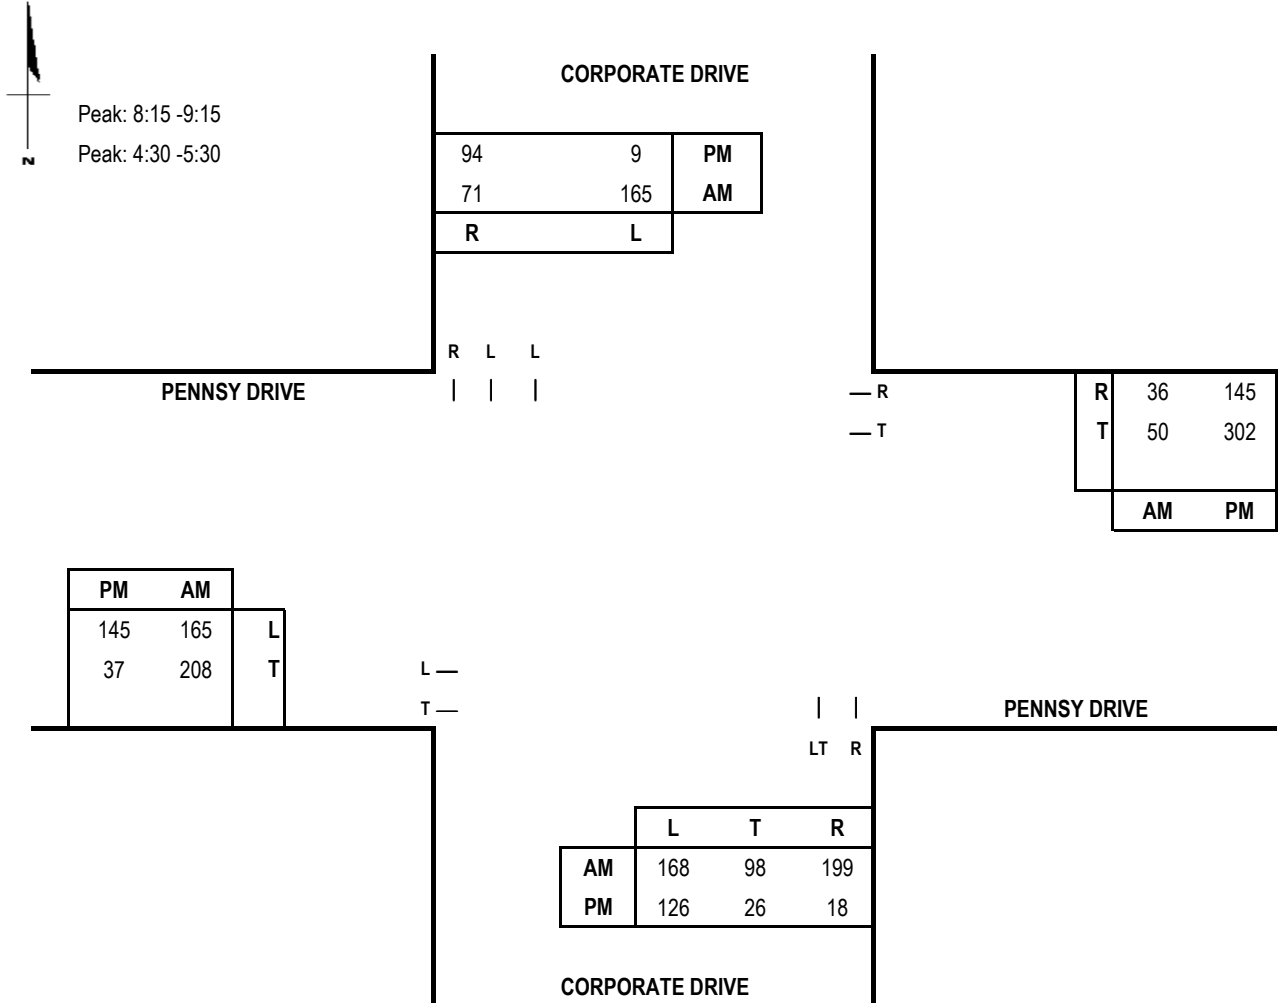 CORPORATE DRIVE
Peak: 8:15 -9:15
N
Peak: 4:30 -5:30
94 9 PM
71 165 AM
R L
R L L
PENNSY DRIVE
R
T
R 36 145
T 50 302
AM PM
PM AM
145 165 L
37 208 T
L
T
PENNSY DRIVE
LT R
L T R
AM 168 98 199
PM 126 26 18
CORPORATE DRIVE